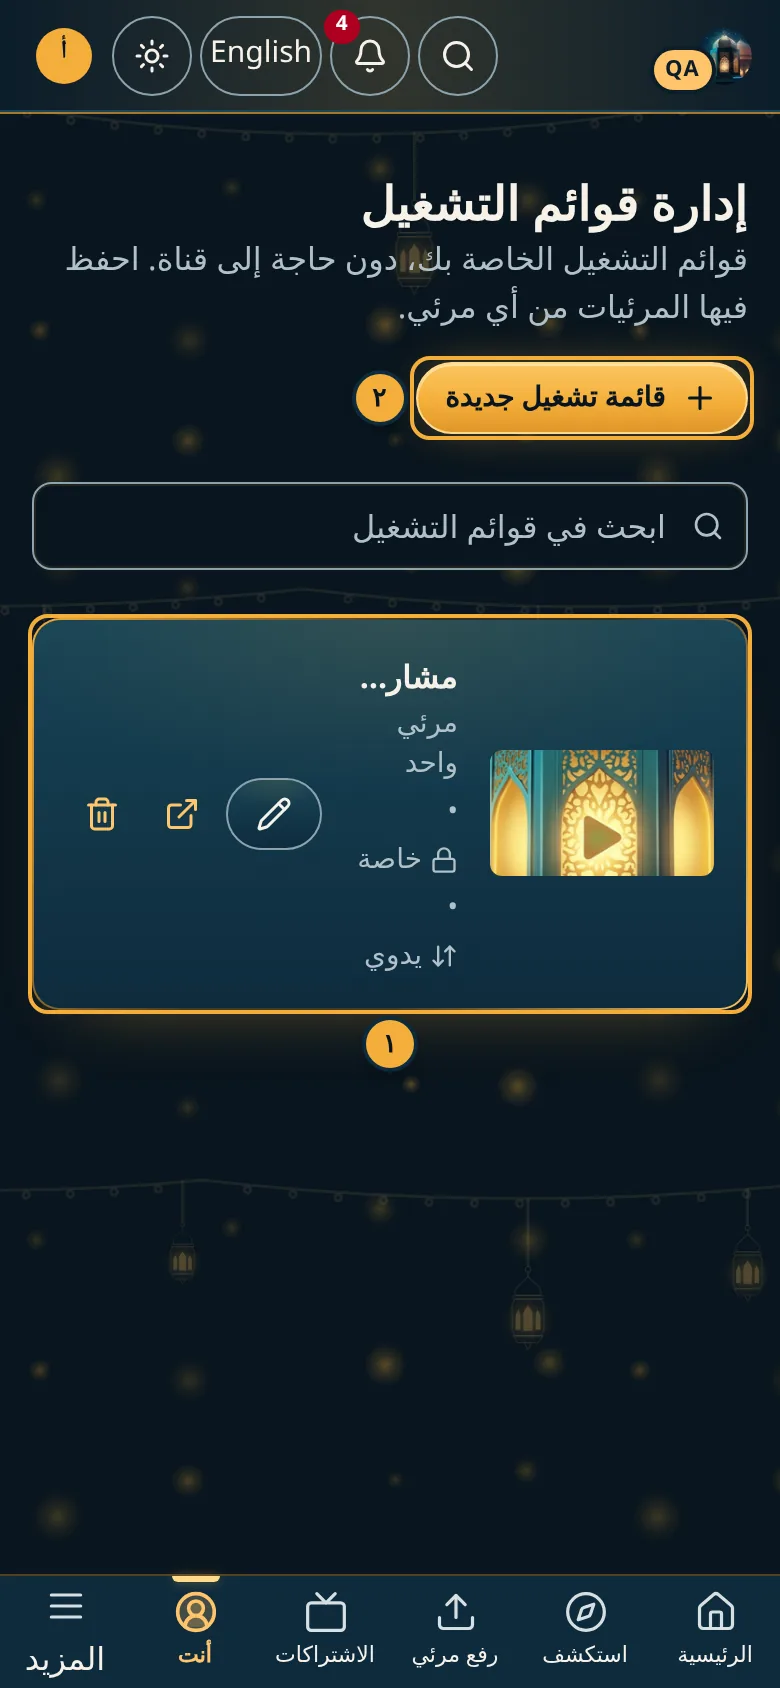 QA
4
English
أ
إدارة قوائم التشغيل
قوائم التشغيل الخاصة بك، دون حاجة إلى قناة. احفظ
فيها المرئيات من أي مرئي.
قائمة تشغيل جديدة
٢
ابحث في قوائم التشغيل
مشار...
مرئي
واحد
•
خاصة
•
يدوي
١
الرئيسية
استكشف
رفع مرئي
الاشتراكات
أنت
المزيد